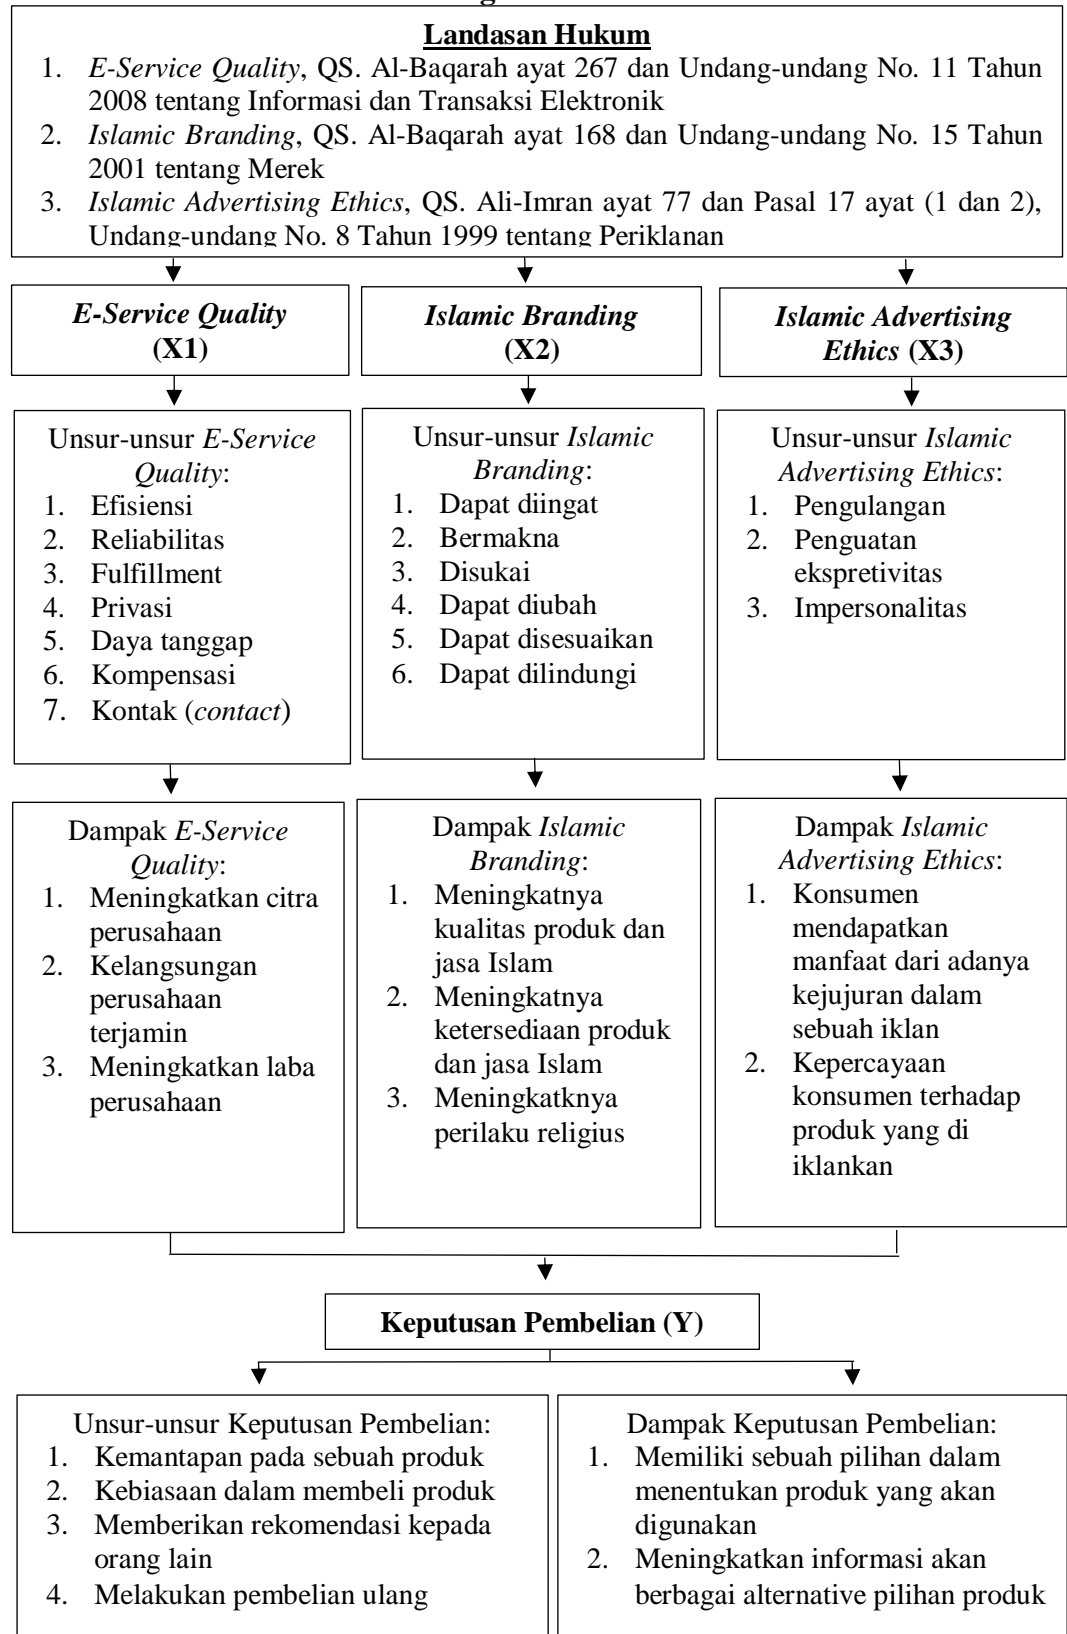 Landasan Hukum
1. E-Service Quality, QS. Al-Baqarah ayat 267 dan Undang-undang No. 11 Tahun
2008 tentang Informasi dan Transaksi Elektronik
2. Islamic Branding, QS. Al-Baqarah ayat 168 dan Undang-undang No. 15 Tahun
2001 tentang Merek
3. Islamic Advertising Ethics, QS. Ali-Imran ayat 77 dan Pasal 17 ayat (1 dan 2),
Undang-undang No. 8 Tahun 1999 tentang Periklanan
E-Service Quality
(X1)
Islamic Branding
(X2)
Islamic Advertising
Ethics (X3)
Unsur-unsur E-Service
Quality:
1. Efisiensi
2. Reliabilitas
3. Fulfillment
4. Privasi
5. Daya tanggap
6. Kompensasi
7. Kontak (contact)
Unsur-unsur Islamic
Branding:
1. Dapat diingat
2. Bermakna
3. Disukai
4. Dapat diubah
5. Dapat disesuaikan
6. Dapat dilindungi
Unsur-unsur Islamic
Advertising Ethics:
1. Pengulangan
2. Penguatan
ekspretivitas
3. Impersonalitas
Dampak E-Service
Quality:
1. Meningkatkan citra
perusahaan
2. Kelangsungan
perusahaan
terjamin
3. Meningkatkan laba
perusahaan
Dampak Islamic
Branding:
1. Meningkatnya
kualitas produk dan
jasa Islam
2. Meningkatnya
ketersediaan produk
dan jasa Islam
3. Meningkatknya
perilaku religius
Dampak Islamic
Advertising Ethics:
1. Konsumen
mendapatkan
manfaat dari adanya
kejujuran dalam
sebuah iklan
2. Kepercayaan
konsumen terhadap
produk yang di
iklankan
Keputusan Pembelian (Y)
Unsur-unsur Keputusan Pembelian:
1. Kemantapan pada sebuah produk
2. Kebiasaan dalam membeli produk
3. Memberikan rekomendasi kepada
orang lain
4. Melakukan pembelian ulang
Dampak Keputusan Pembelian:
1. Memiliki sebuah pilihan dalam
menentukan produk yang akan
digunakan
2. Meningkatkan informasi akan
berbagai alternative pilihan produk